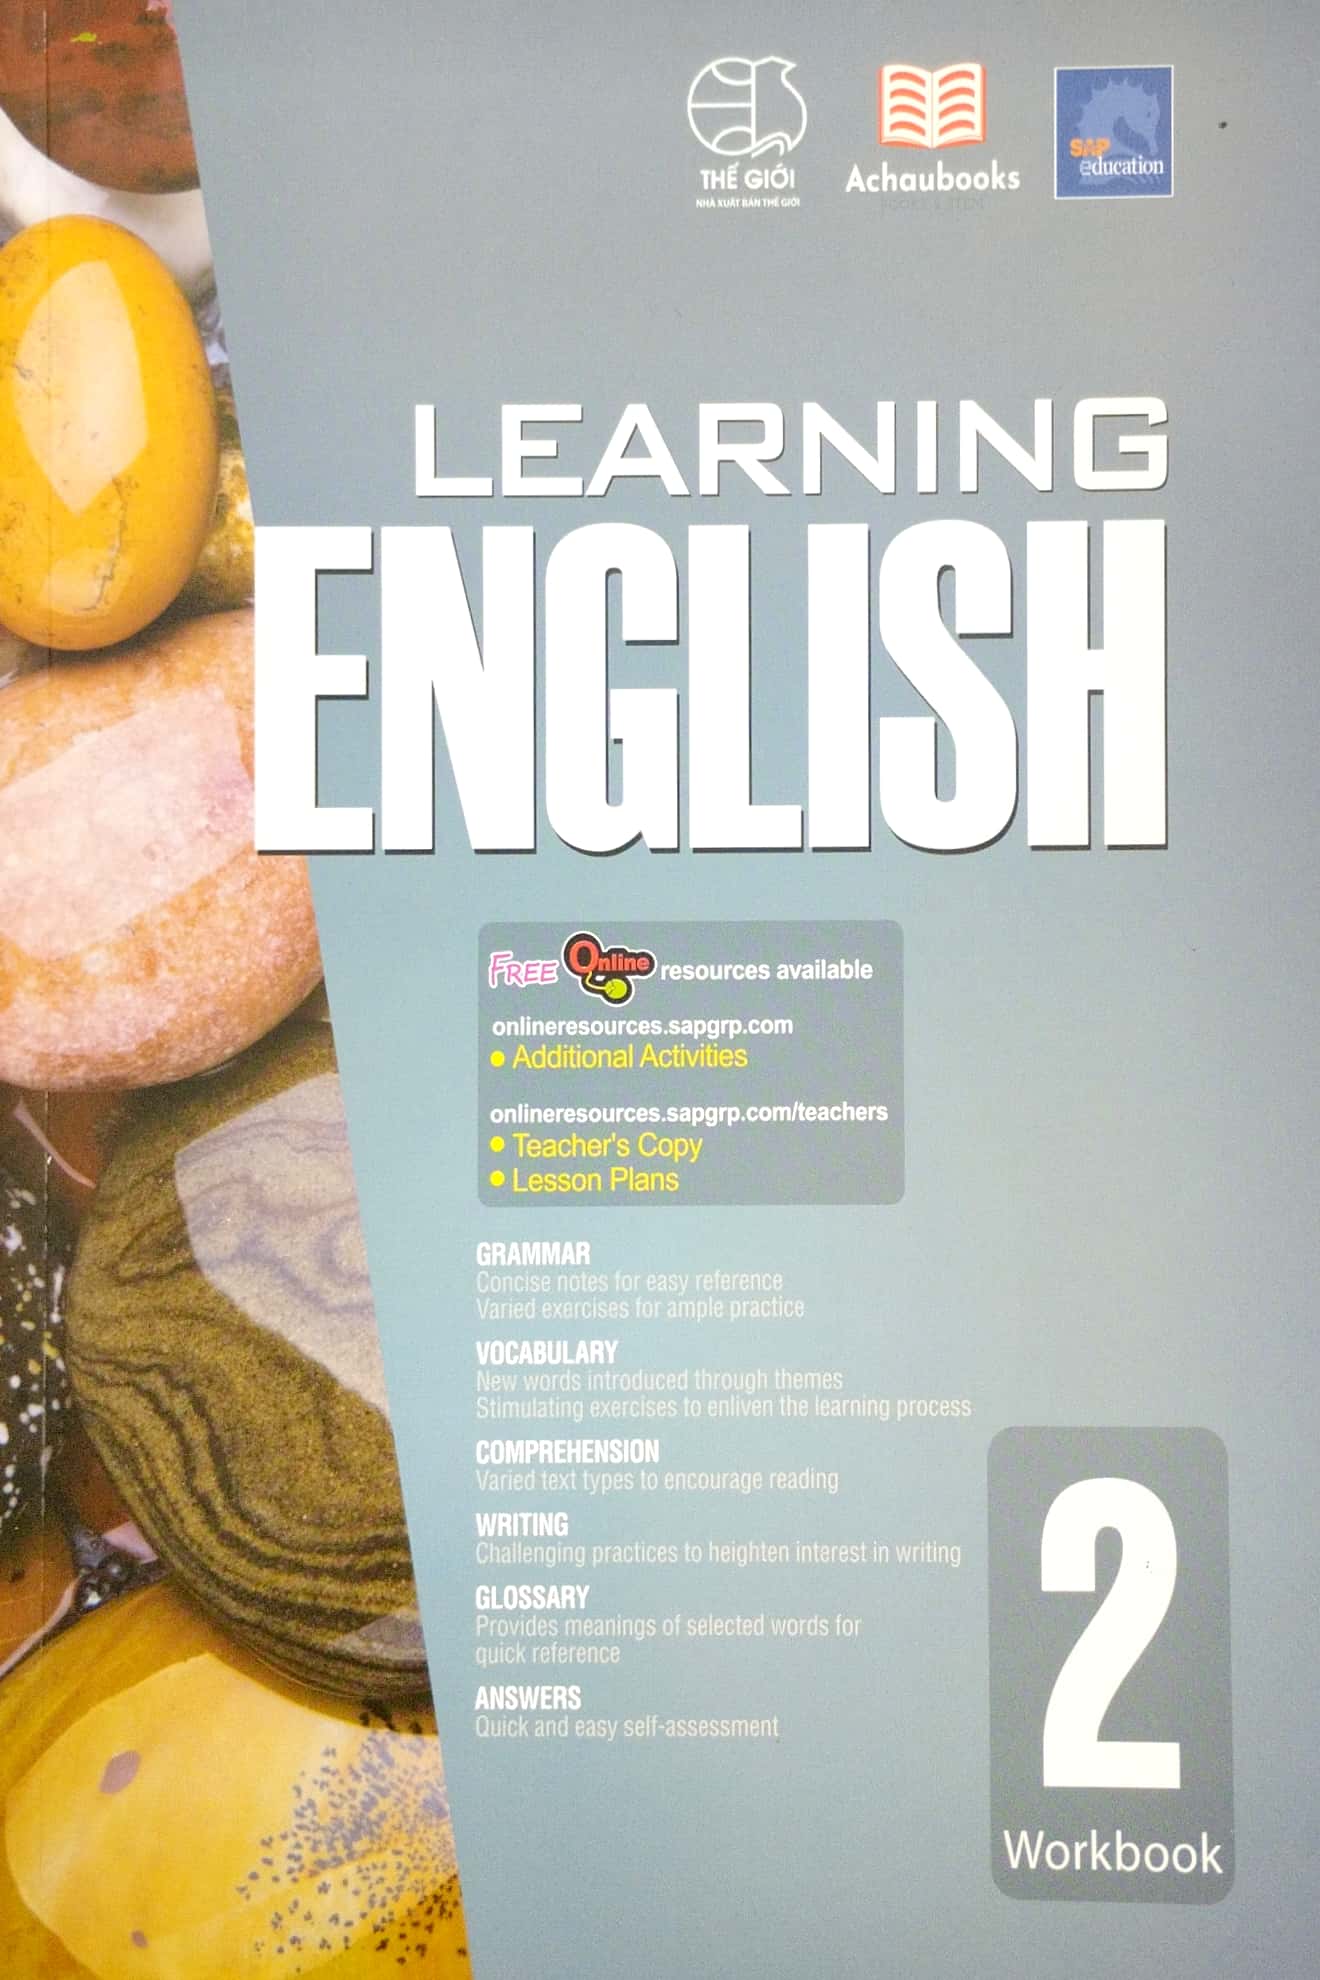 THẾ GIỚI
NHÀ XUẤT BẢN THẾ GIỚI
Achaubooks
BOOKS & STEM
SAP
education
LEARNING
ENGLISH
FREE Online resources available
onlineresources.sapgrp.com
• Additional Activities
onlineresources.sapgrp.com/teachers
• Teacher's Copy
• Lesson Plans
GRAMMAR
Concise notes for easy reference
Varied exercises for ample practice
VOCABULARY
New words introduced through themes
Stimulating exercises to enliven the learning process
COMPREHENSION
Varied text types to encourage reading
WRITING
Challenging practices to heighten interest in writing
GLOSSARY
Provides meanings of selected words for
quick reference
ANSWERS
Quick and easy self-assessment
2
Workbook